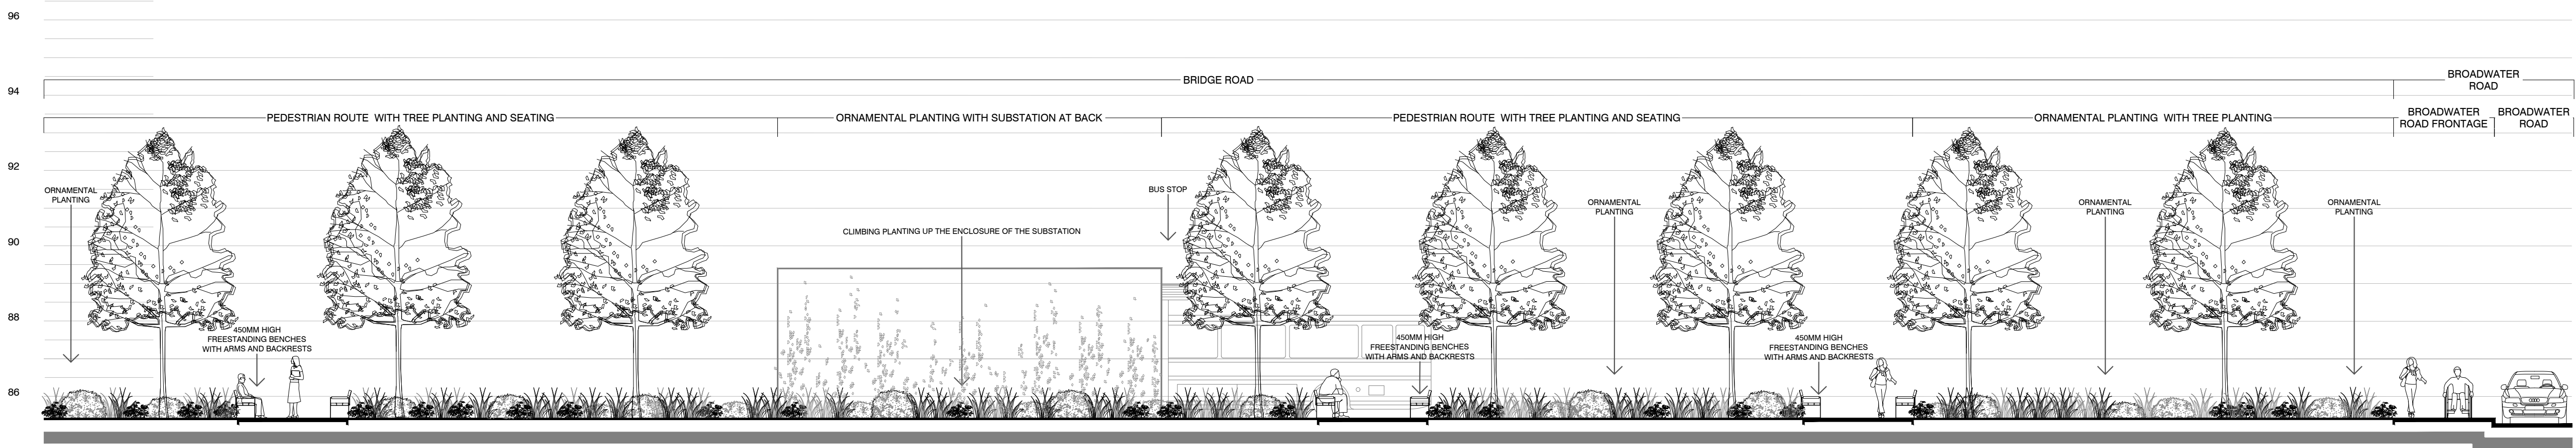 96
94
92
90
88
86
BRIDGE ROAD
BROADWATER
ROAD
PEDESTRIAN ROUTE WITH TREE PLANTING AND SEATING
ORNAMENTAL PLANTING WITH SUBSTATION AT BACK
PEDESTRIAN ROUTE WITH TREE PLANTING AND SEATING
ORNAMENTAL PLANTING WITH TREE PLANTING
BROADWATER
ROAD FRONTAGE
BROADWATER
ROAD
ORNAMENTAL
PLANTING
450MM HIGH
FREESTANDING BENCHES
WITH ARMS AND BACKRESTS
CLIMBING PLANTING UP THE ENCLOSURE OF THE SUBSTATION
BUS STOP
450MM HIGH
FREESTANDING BENCHES
WITH ARMS AND BACKRESTS
ORNAMENTAL
PLANTING
450MM HIGH
FREESTANDING BENCHES
WITH ARMS AND BACKRESTS
ORNAMENTAL
PLANTING
ORNAMENTAL
PLANTING